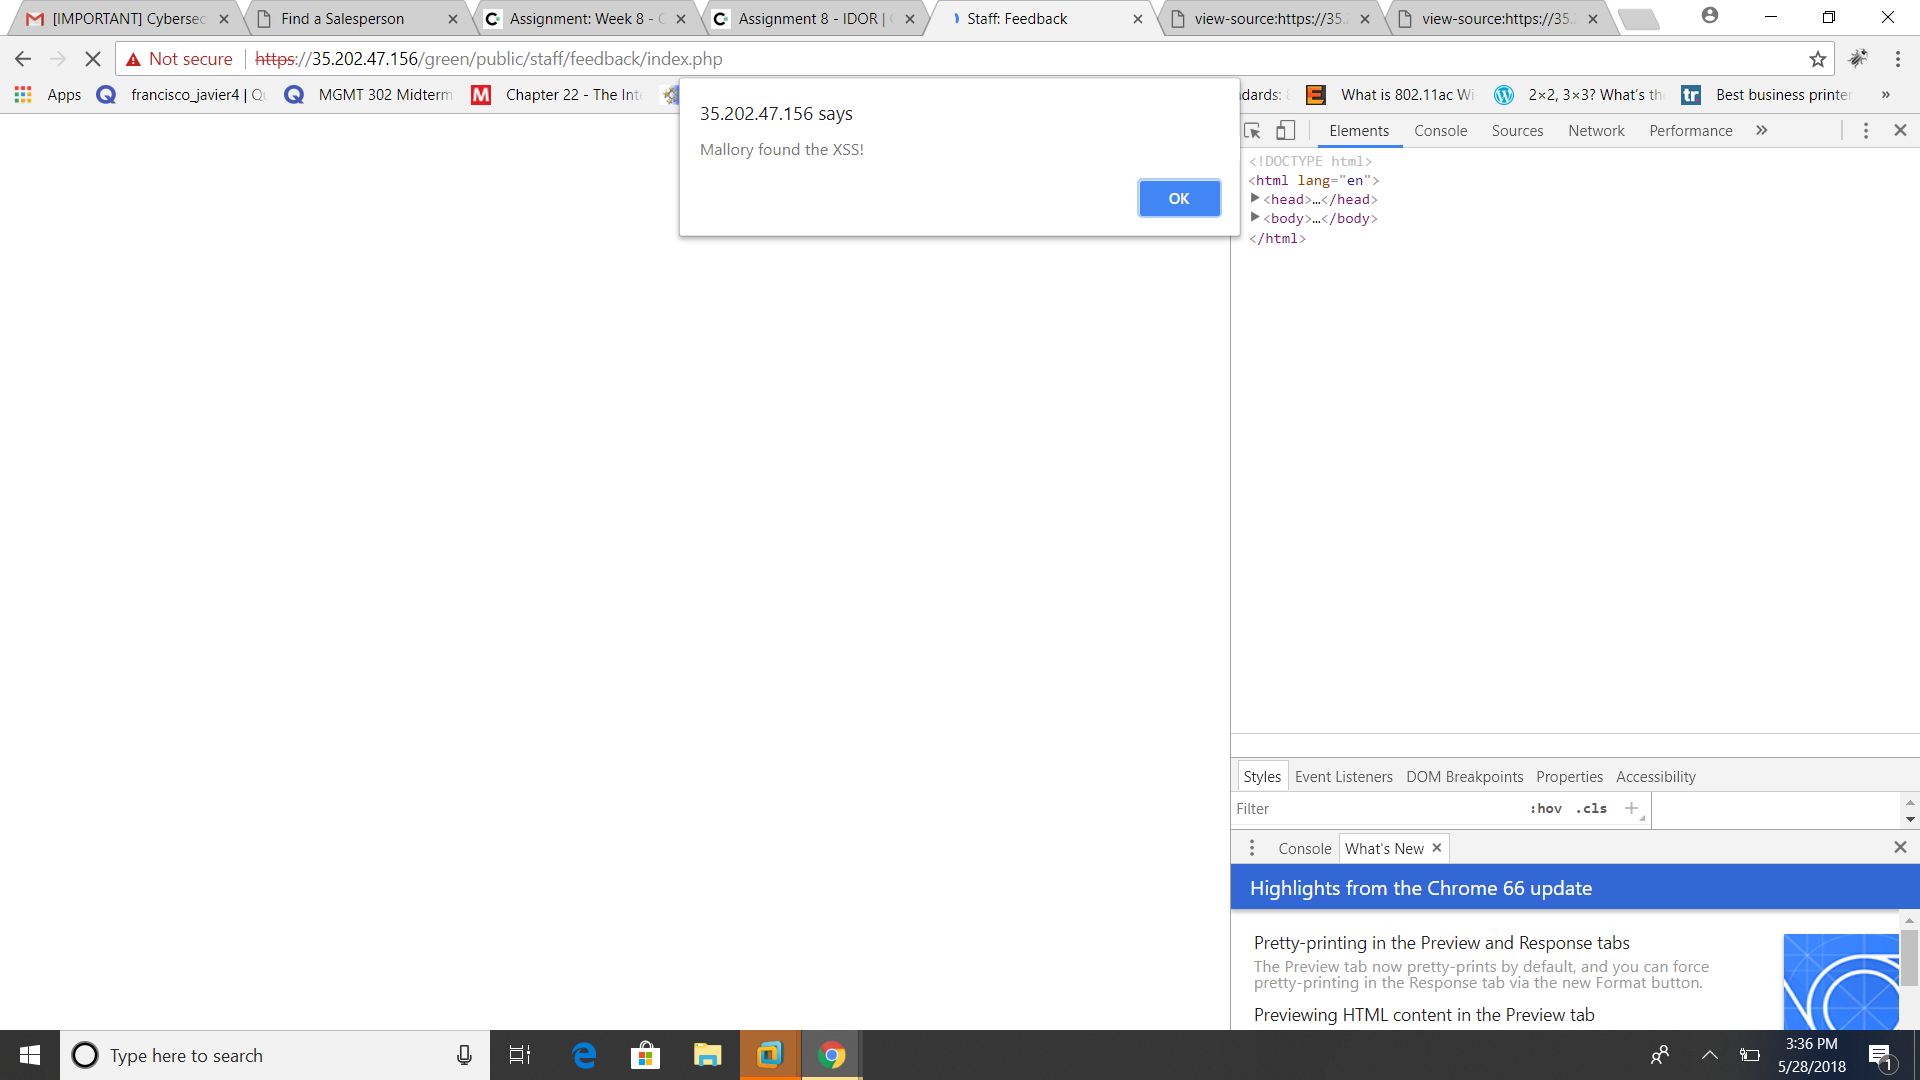 [IMPORTANT] Cybersec
Find a Salesperson
Assignment: Week 8 - C
Assignment 8 - IDOR | C
Staff: Feedback
view-source:https://35.
view-source:https://35.
Not secure
https://35.202.47.156/green/public/staff/feedback/index.php
Apps
francisco_javier4 | Qu
MGMT 302 Midterm
Chapter 22 - The Inte
dards: 8
What is 802.11ac Wi-
2×2, 3×3? What's the
Best business printer
»
35.202.47.156 says
Mallory found the XSS!
OK
Elements
Console
Sources
Network
Performance
»
<!DOCTYPE html>
<html lang="en">
<head>…</head>
<body>…</body>
</html>
Styles
Event Listeners
DOM Breakpoints
Properties
Accessibility
Filter
:hov
.cls
+
Console
What's New
Highlights from the Chrome 66 update
Pretty-printing in the Preview and Response tabs
The Preview tab now pretty-prints by default, and you can force
pretty-printing in the Response tab via the new Format button.
Previewing HTML content in the Preview tab
Type here to search
3:36 PM
5/28/2018
1